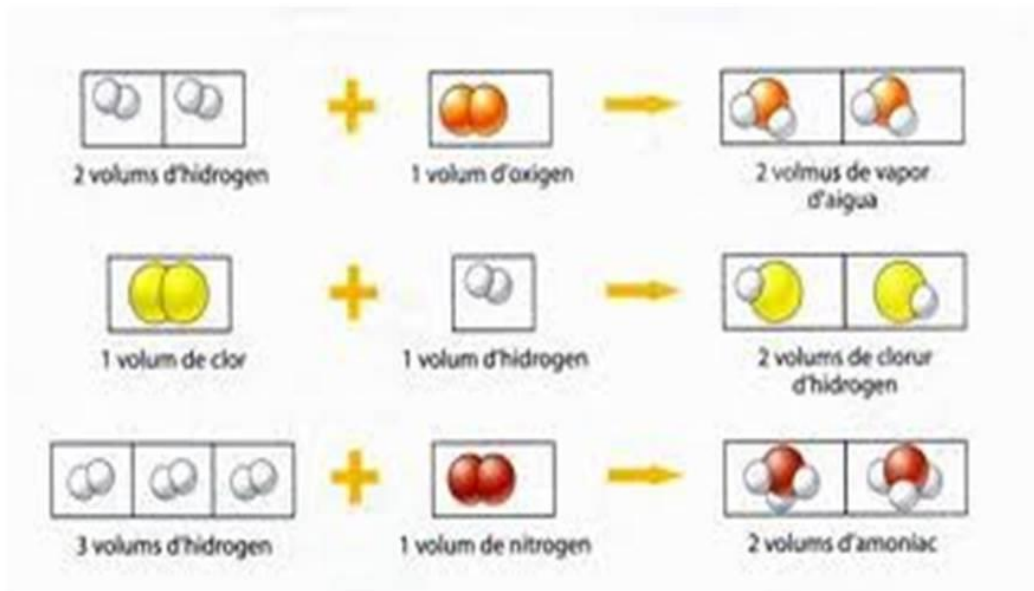 2 volums d'hidrogen
1 volum d'oxigen
2 volmus de vapor
d'aigua
1 volum de clor
1 volum d'hidrogen
2 volums de clorur
d'hidrogen
3 volums d'hidrogen
1 volum de nitrogen
2 volums d'amoniac